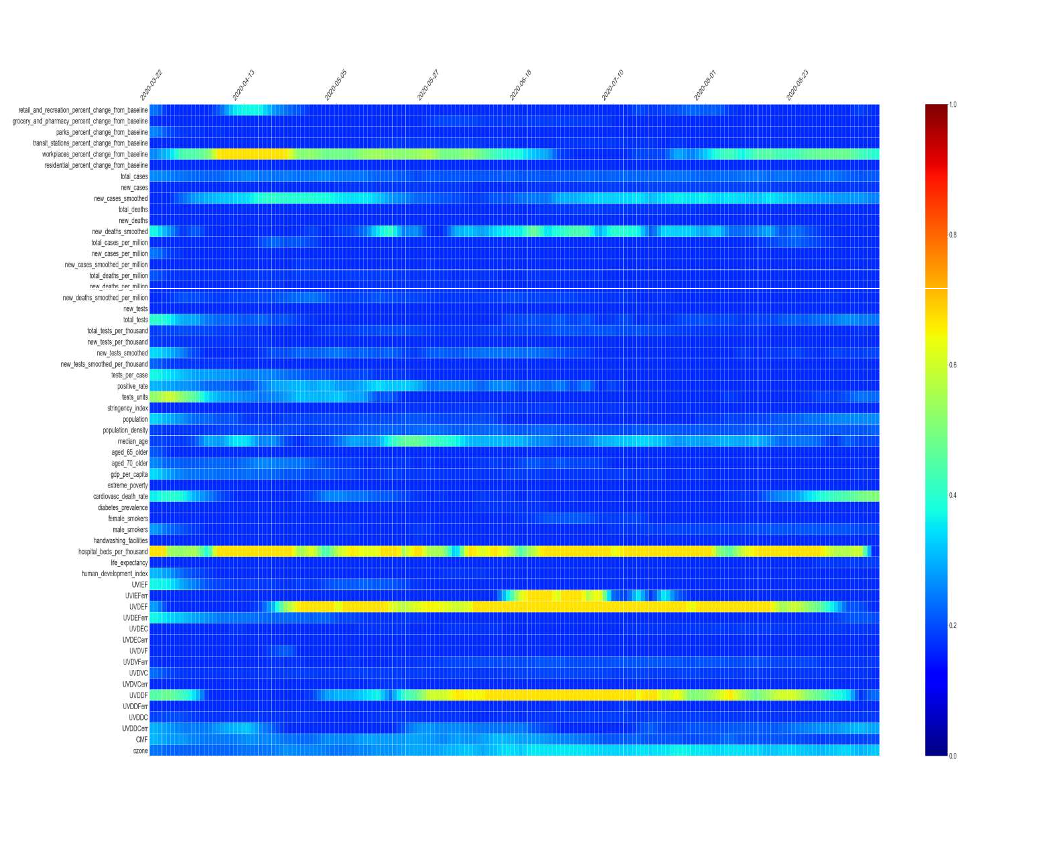 2020-03-22 2020-04-13 2020-05-05 2020-05-27 2020-06-18 2020-07-10 2020-08-01 2020-08-23
retail_and_recreation_percent_change_from_baseline
grocery_and_pharmacy_percent_change_from_baseline
parks_percent_change_from_baseline
transit_stations_percent_change_from_baseline
workplaces_percent_change_from_baseline
residential_percent_change_from_baseline
total_cases
new_cases
new_cases_smoothed
total_deaths
new_deaths
new_deaths_smoothed
total_cases_per_million
new_cases_per_million
new_cases_smoothed_per_million
total_deaths_per_million
new_deaths_per_million
new_deaths_smoothed_per_million
new_tests
total_tests
total_tests_per_thousand
new_tests_per_thousand
new_tests_smoothed
new_tests_smoothed_per_thousand
tests_per_case
positive_rate
tests_units
stringency_index
population
population_density
median_age
aged_65_older
aged_70_older
gdp_per_capita
extreme_poverty
cardiovasc_death_rate
diabetes_prevalence
female_smokers
male_smokers
handwashing_facilities
hospital_beds_per_thousand
life_expectancy
human_development_index
UVIEF
UVIEFerr
UVDEF
UVDEFerr
UVDEC
UVDECerr
UVDVF
UVDVFerr
UVDVC
UVDVCerr
UVDDF
UVDDFerr
UVDDC
UVDDCerr
CMF
ozone
1.0
0.8
0.6
0.4
0.2
0.0